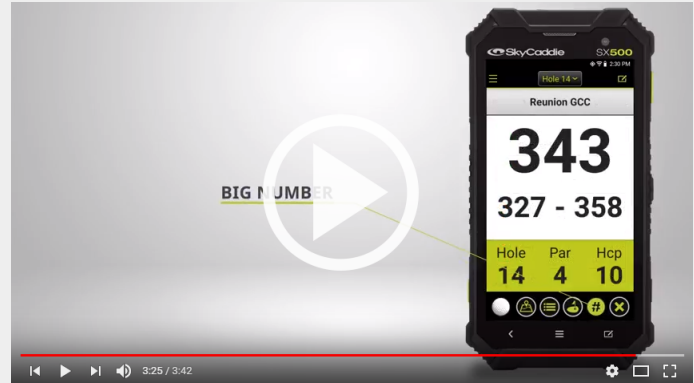 SkyCaddie SX500
2:30 PM
Hole 14
Reunion GCC
343
327 - 358
BIG NUMBER
Hole Par Hcp
14 4 10
#
3:25 / 3:42